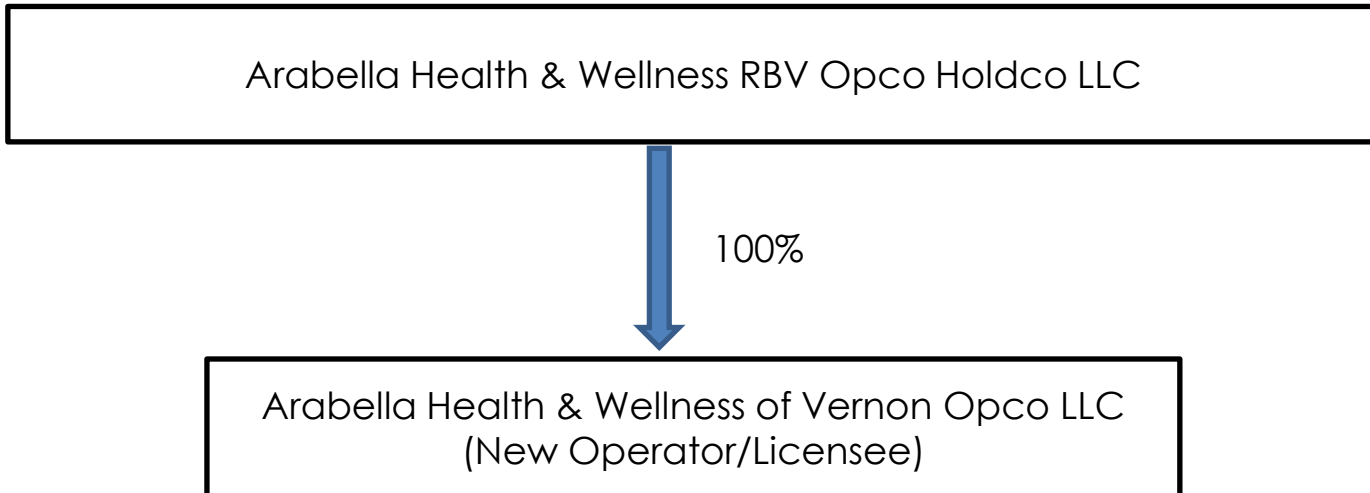 Arabella Health & Wellness RBV Opco Holdco LLC
100%
Arabella Health & Wellness of Vernon Opco LLC
(New Operator/Licensee)